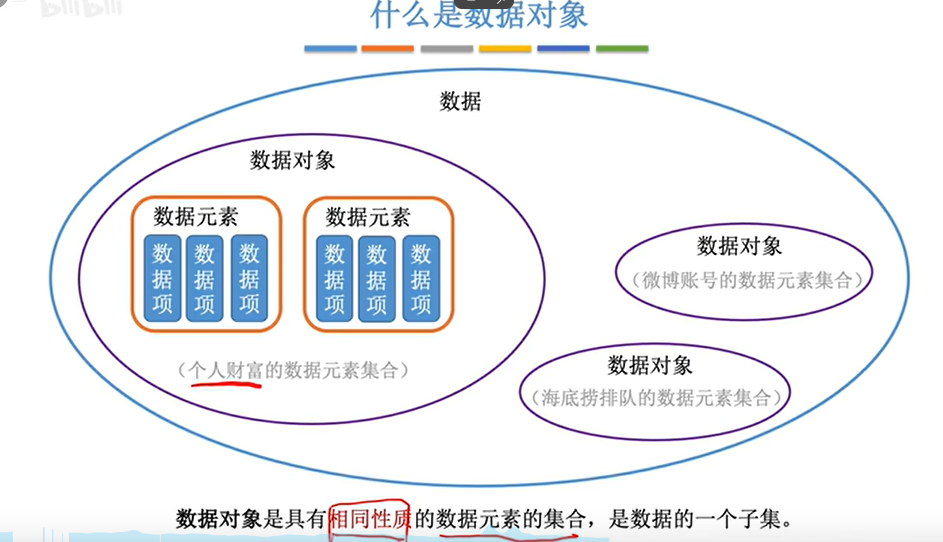 什么是数据对象
数据
数据对象
数据元素
数据项
数据项
数据项
数据元素
数据项
数据项
数据项
（个人财富的数据元素集合）
数据对象
（微博账号的数据元素集合）
数据对象
（海底捞排队的数据元素集合）
数据对象是具有相同性质的数据元素的集合，是数据的一个子集。